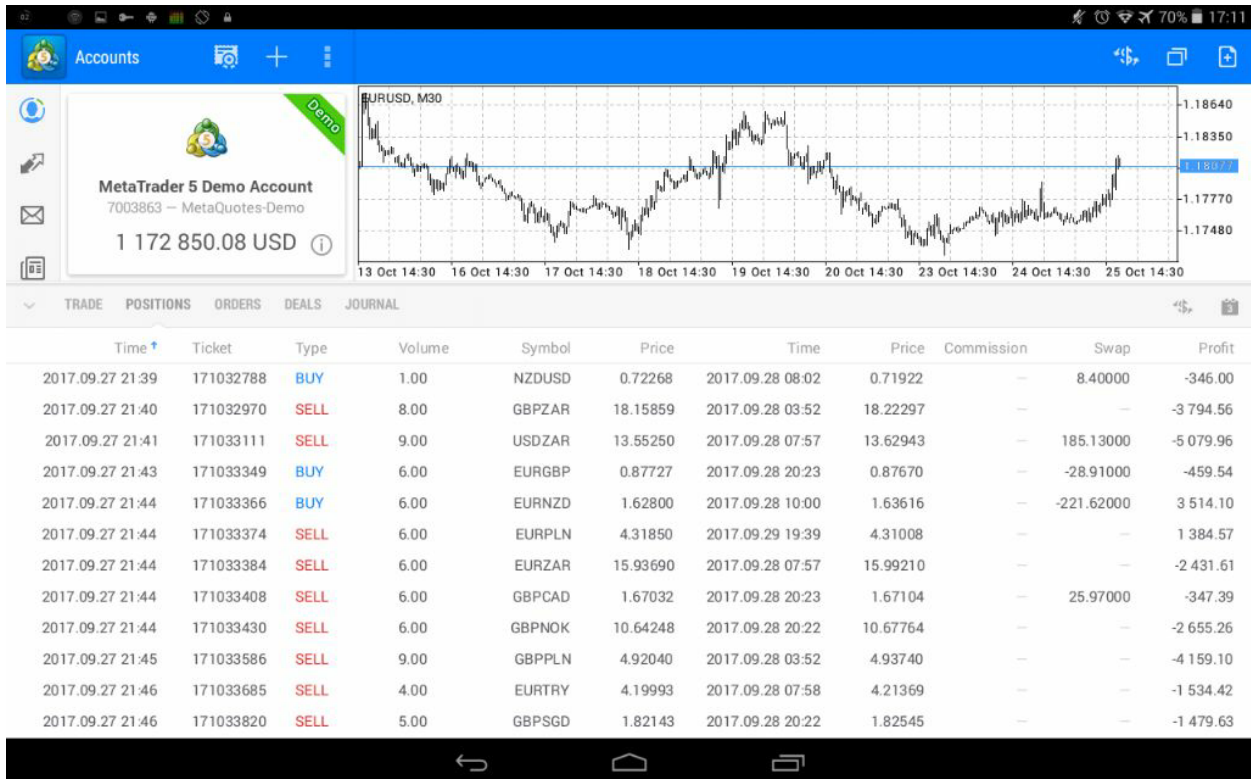 70% 17:11
Accounts
Demo
MetaTrader 5 Demo Account
7003863 — MetaQuotes-Demo
1 172 850.08 USD
EURUSD, M30
1.18640
1.18350
1.18077
1.17770
1.17480
13 Oct 14:30 16 Oct 14:30 17 Oct 14:30 18 Oct 14:30 19 Oct 14:30 20 Oct 14:30 23 Oct 14:30 24 Oct 14:30 25 Oct 14:30
TRADE POSITIONS ORDERS DEALS JOURNAL
Time Ticket Type Volume Symbol Price Time Price Commission Swap Profit
2017.09.27 21:39 171032788 BUY 1.00 NZDUSD 0.72268 2017.09.28 08:02 0.71922 — 8.40000 -346.00
2017.09.27 21:40 171032970 SELL 8.00 GBPZAR 18.15859 2017.09.28 03:52 18.22297 — — -3 794.56
2017.09.27 21:41 171033111 SELL 9.00 USDZAR 13.55250 2017.09.28 07:57 13.62943 — 185.13000 -5 079.96
2017.09.27 21:43 171033349 BUY 6.00 EURGBP 0.87727 2017.09.28 20:23 0.87670 — -28.91000 -459.54
2017.09.27 21:44 171033366 BUY 6.00 EURNZD 1.62800 2017.09.28 10:00 1.63616 — -221.62000 3 514.10
2017.09.27 21:44 171033374 SELL 6.00 EURPLN 4.31850 2017.09.29 19:39 4.31008 — — 1 384.57
2017.09.27 21:44 171033384 SELL 6.00 EURZAR 15.93690 2017.09.28 07:57 15.99210 — — -2 431.61
2017.09.27 21:44 171033408 SELL 6.00 GBPCAD 1.67032 2017.09.28 20:23 1.67104 — 25.97000 -347.39
2017.09.27 21:44 171033430 SELL 6.00 GBPNOK 10.64248 2017.09.28 20:22 10.67764 — — -2 655.26
2017.09.27 21:45 171033586 SELL 9.00 GBPPLN 4.92040 2017.09.28 03:52 4.93740 — — -4 159.10
2017.09.27 21:46 171033685 SELL 4.00 EURTRY 4.19993 2017.09.28 07:58 4.21369 — — -1 534.42
2017.09.27 21:46 171033820 SELL 5.00 GBPSGD 1.82143 2017.09.28 20:22 1.82545 — — -1 479.63